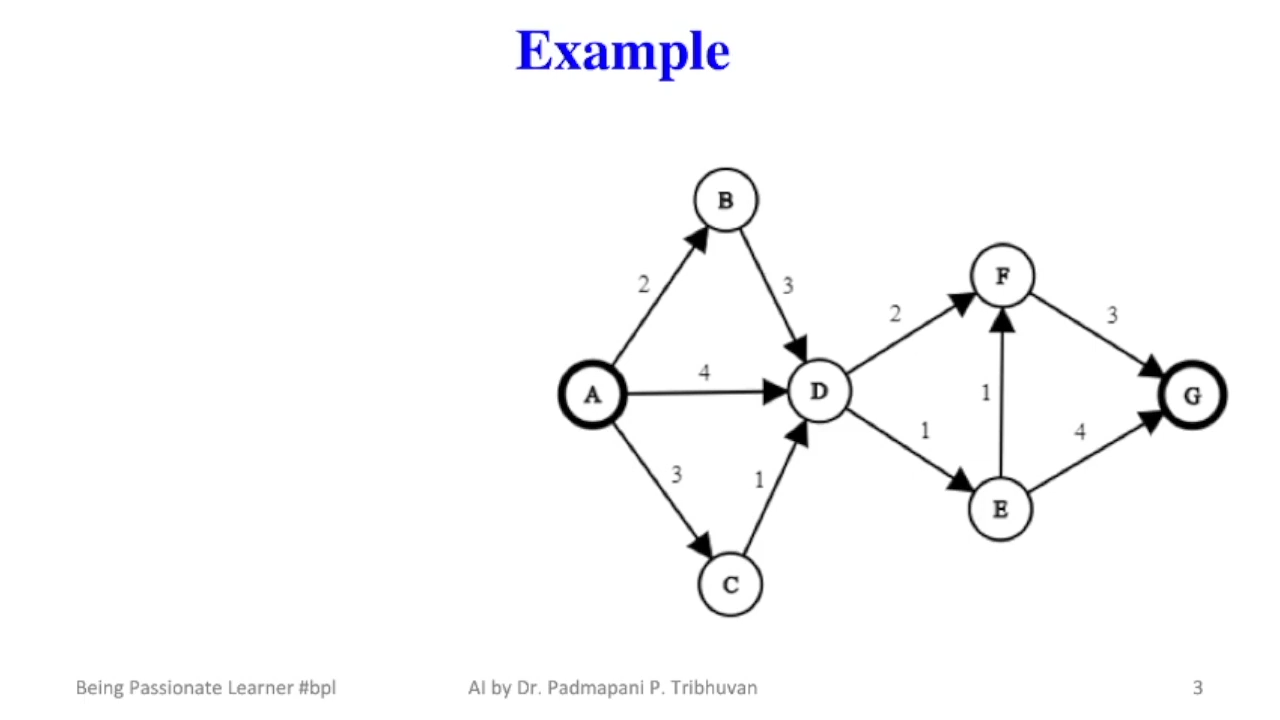 Example
B
2
3
F
2
3
4
A
D
1
G
1
4
3
1
E
C
Being Passionate Learner #bpl
AI by Dr. Padmapani P. Tribhuvan
3